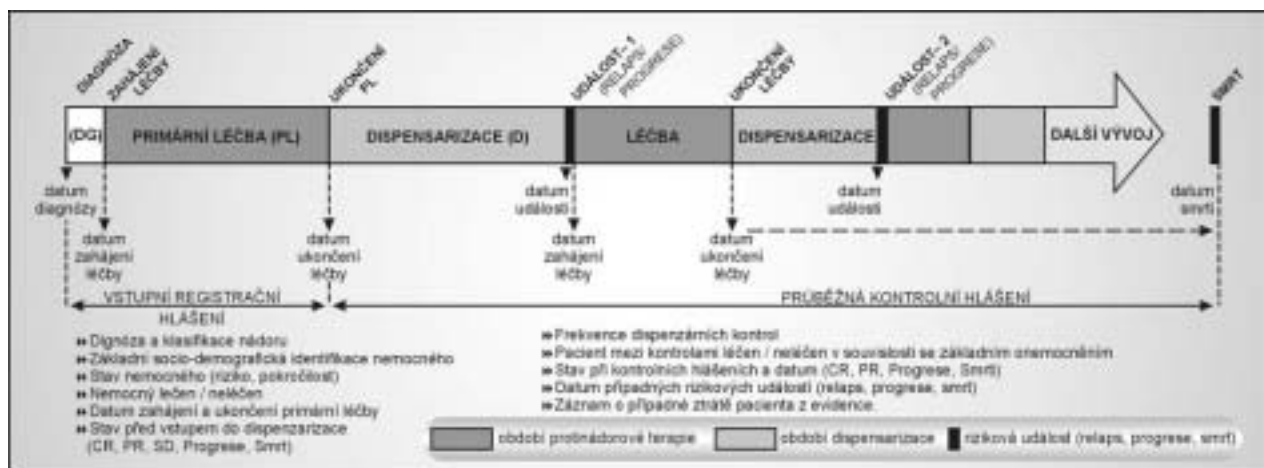 DIAGNÓZA
ZAHÁJENÍ
LÉČBY
UKONČENÍ
PL
UDÁLOST– 1
(RELAPS/
PROGRESE)
UKONČENÍ
LÉČBY
UDÁLOST– 2
(RELAPS/
PROGRESE)
SMRT
(DG)
PRIMÁRNÍ LÉČBA (PL)
DISPENSARIZACE (D)
LÉČBA
DISPENSARIZACE
DALŠÍ VÝVOJ
datum
diagnózy
datum
události
datum
události
datum
smrti
datum
zahájení
léčby
datum
ukončení
léčby
datum
zahájení
léčby
datum
ukončení
léčby
VSTUPNÍ REGISTRAČNÍ
HLÁŠENÍ
PRŮBĚŽNÁ KONTROLNÍ HLÁŠENÍ
Dignóza a klasifikace nádoru
Základní socio-demografická identifikace nemocného
Stav nemocného (riziko, pokročilost)
Nemocný léčen / neléčen
Datum zahájení a ukončení primární léčby
Stav před vstupem do dispenzarizace
(CR, PR, SD, Progrese, Smrt)
Frekvence dispenzárních kontrol
Pacient mezi kontrolami léčen / neléčen v souvislosti se základním onemocněním
Stav při kontrolních hlášeních a datum (CR, PR, Progrese, Smrt)
Datum případných rizikových událostí (relaps, progrese, smrt)
Záznam o případné ztrátě pacienta z evidence.
období protinádorové terapie
období dispensarizace
riziková událost (relaps, progrese, smrt)